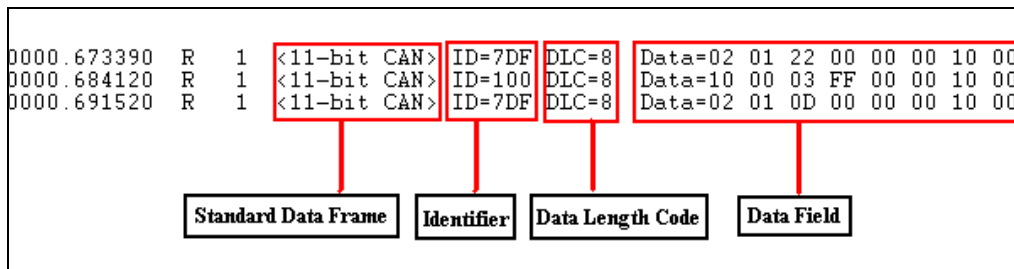 0000.673390 R 1 <11-bit CAN> ID=7DF DLC=8 Data=02 01 22 00 00 00 10 00
0000.684120 R 1 <11-bit CAN> ID=100 DLC=8 Data=10 00 03 FF 00 00 10 00
0000.691520 R 1 <11-bit CAN> ID=7DF DLC=8 Data=02 01 0D 00 00 00 10 00
Standard Data Frame Identifier Data Length Code Data Field